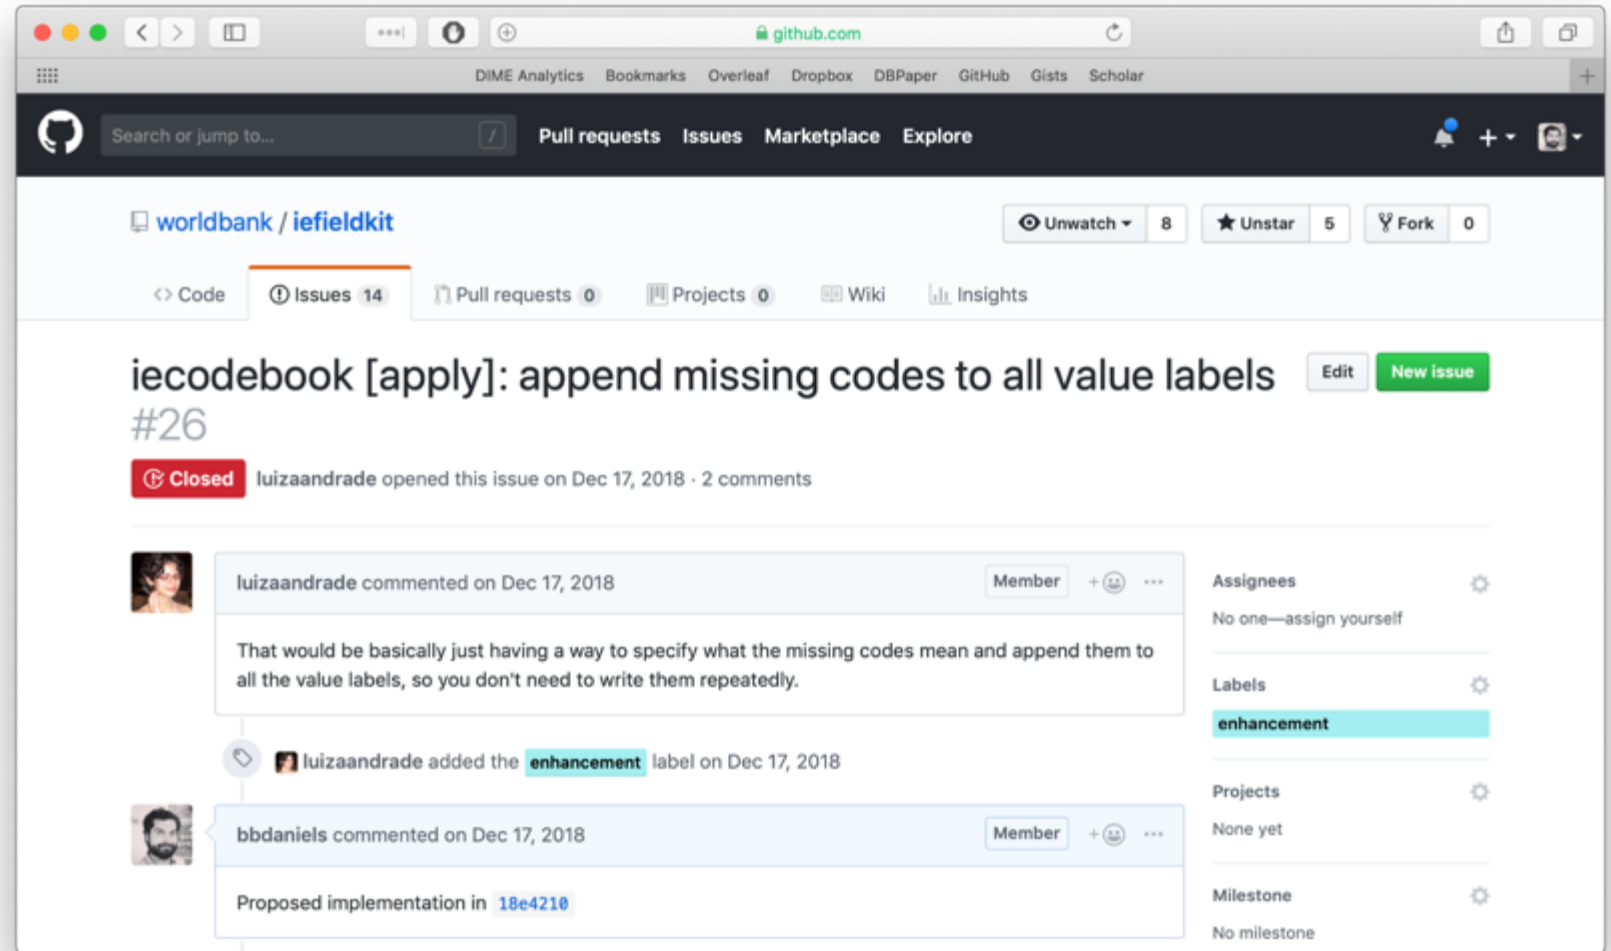 github.com
DIME Analytics Bookmarks Overleaf Dropbox DBPaper GitHub Gists Scholar
Search or jump to... / Pull requests Issues Marketplace Explore
worldbank / iefieldkit Unwatch 8 Unstar 5 Fork 0
<> Code Issues 14 Pull requests 0 Projects 0 Wiki Insights
iecodebook [apply]: append missing codes to all value labels Edit New issue
#26
Closed luizaandrade opened this issue on Dec 17, 2018 · 2 comments
luizaandrade commented on Dec 17, 2018 Member
Assignees
No one—assign yourself
That would be basically just having a way to specify what the missing codes mean and append them to
all the value labels, so you don't need to write them repeatedly.
Labels
enhancement
luizaandrade added the enhancement label on Dec 17, 2018
Projects
None yet
bbdaniels commented on Dec 17, 2018 Member
Proposed implementation in 18e4210
Milestone
No milestone